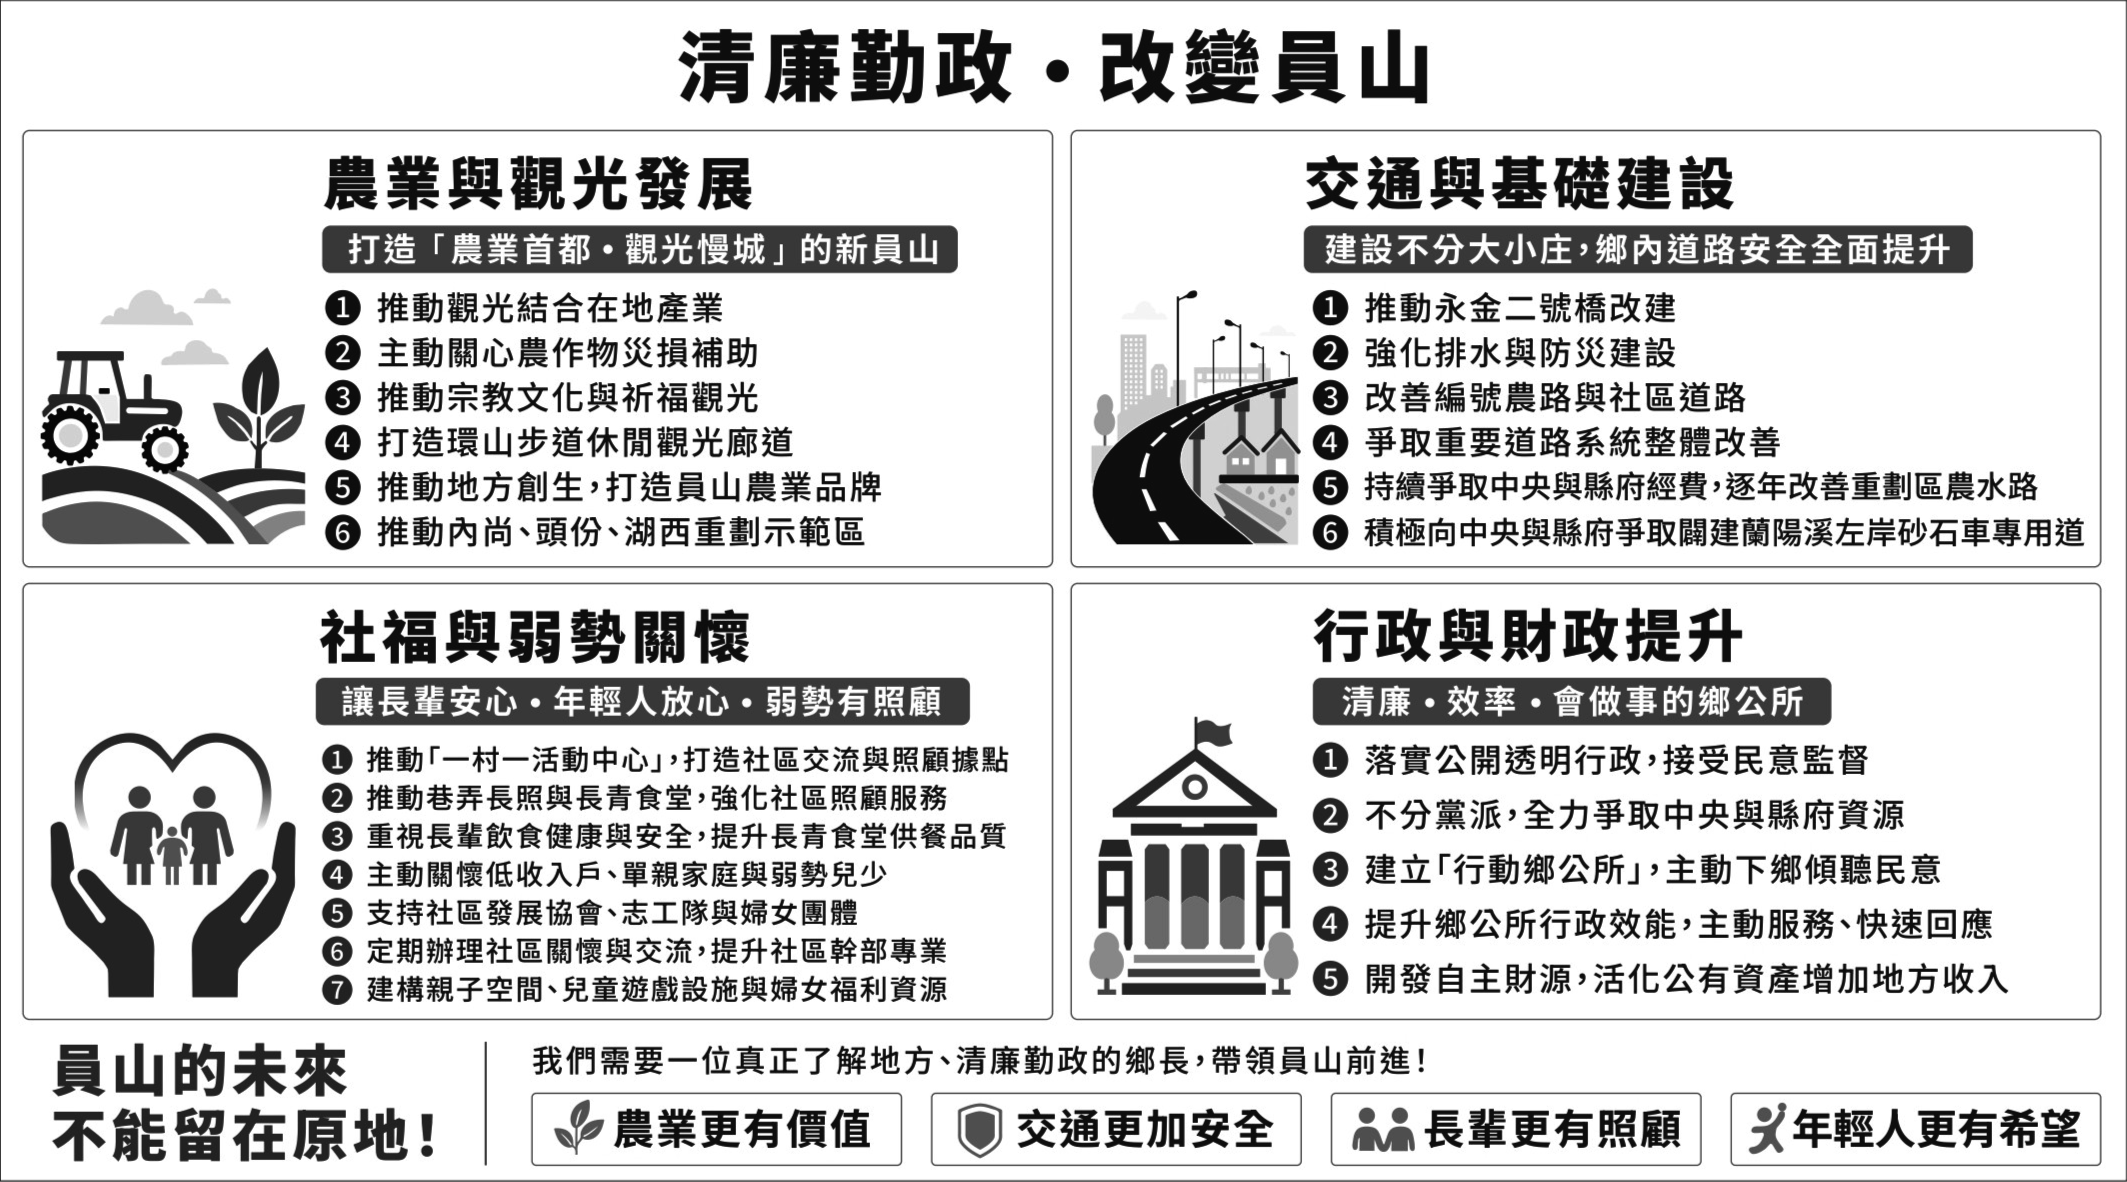 清廉勤政・改變員山
農業與觀光發展
打造「農業首都・觀光慢城」的新員山
1 推動觀光結合在地產業
2 主動關心農作物災損補助
3 推動宗教文化與祈福觀光
4 打造環山步道休閒觀光廊道
5 推動地方創生,打造員山農業品牌
6 推動內尚、頭份、湖西重劃示範區
交通與基礎建設
建設不分大小庄,鄉內道路安全全面提升
1 推動永金二號橋改建
2 強化排水與防災建設
3 改善編號農路與社區道路
4 爭取重要道路系統整體改善
5 持續爭取中央與縣府經費,逐年改善重劃區農水路
6 積極向中央與縣府爭取闢建蘭陽溪左岸砂石車專用道
社福與弱勢關懷
讓長輩安心・年輕人放心・弱勢有照顧
1 推動「一村一活動中心」,打造社區交流與照顧據點
2 推動巷弄長照與長青食堂,強化社區照顧服務
3 重視長輩飲食健康與安全,提升長青食堂供餐品質
4 主動關懷低收入戶、單親家庭與弱勢兒少
5 支持社區發展協會、志工隊與婦女團體
6 定期辦理社區關懷與交流,提升社區幹部專業
7 建構親子空間、兒童遊戲設施與婦女福利資源
行政與財政提升
清廉・效率・會做事的鄉公所
1 落實公開透明行政,接受民意監督
2 不分黨派,全力爭取中央與縣府資源
3 建立「行動鄉公所」,主動下鄉傾聽民意
4 提升鄉公所行政效能,主動服務、快速回應
5 開發自主財源,活化公有資產增加地方收入
員山的未來
不能留在原地!
我們需要一位真正了解地方、清廉勤政的鄉長,帶領員山前進!
農業更有價值
交通更加安全
長輩更有照顧
年輕人更有希望